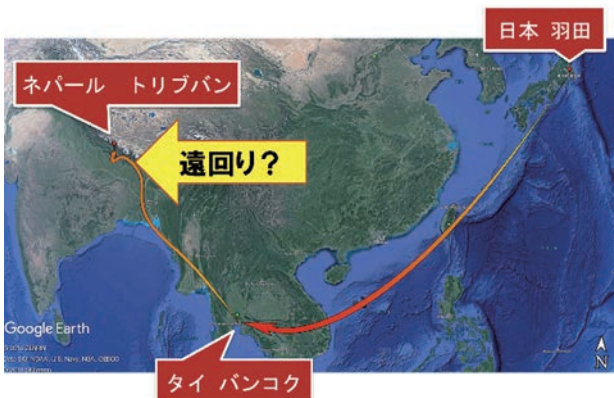 日本 羽田
ネパール トリブバン
遠回り?
Google Earth
タイ バンコク
N